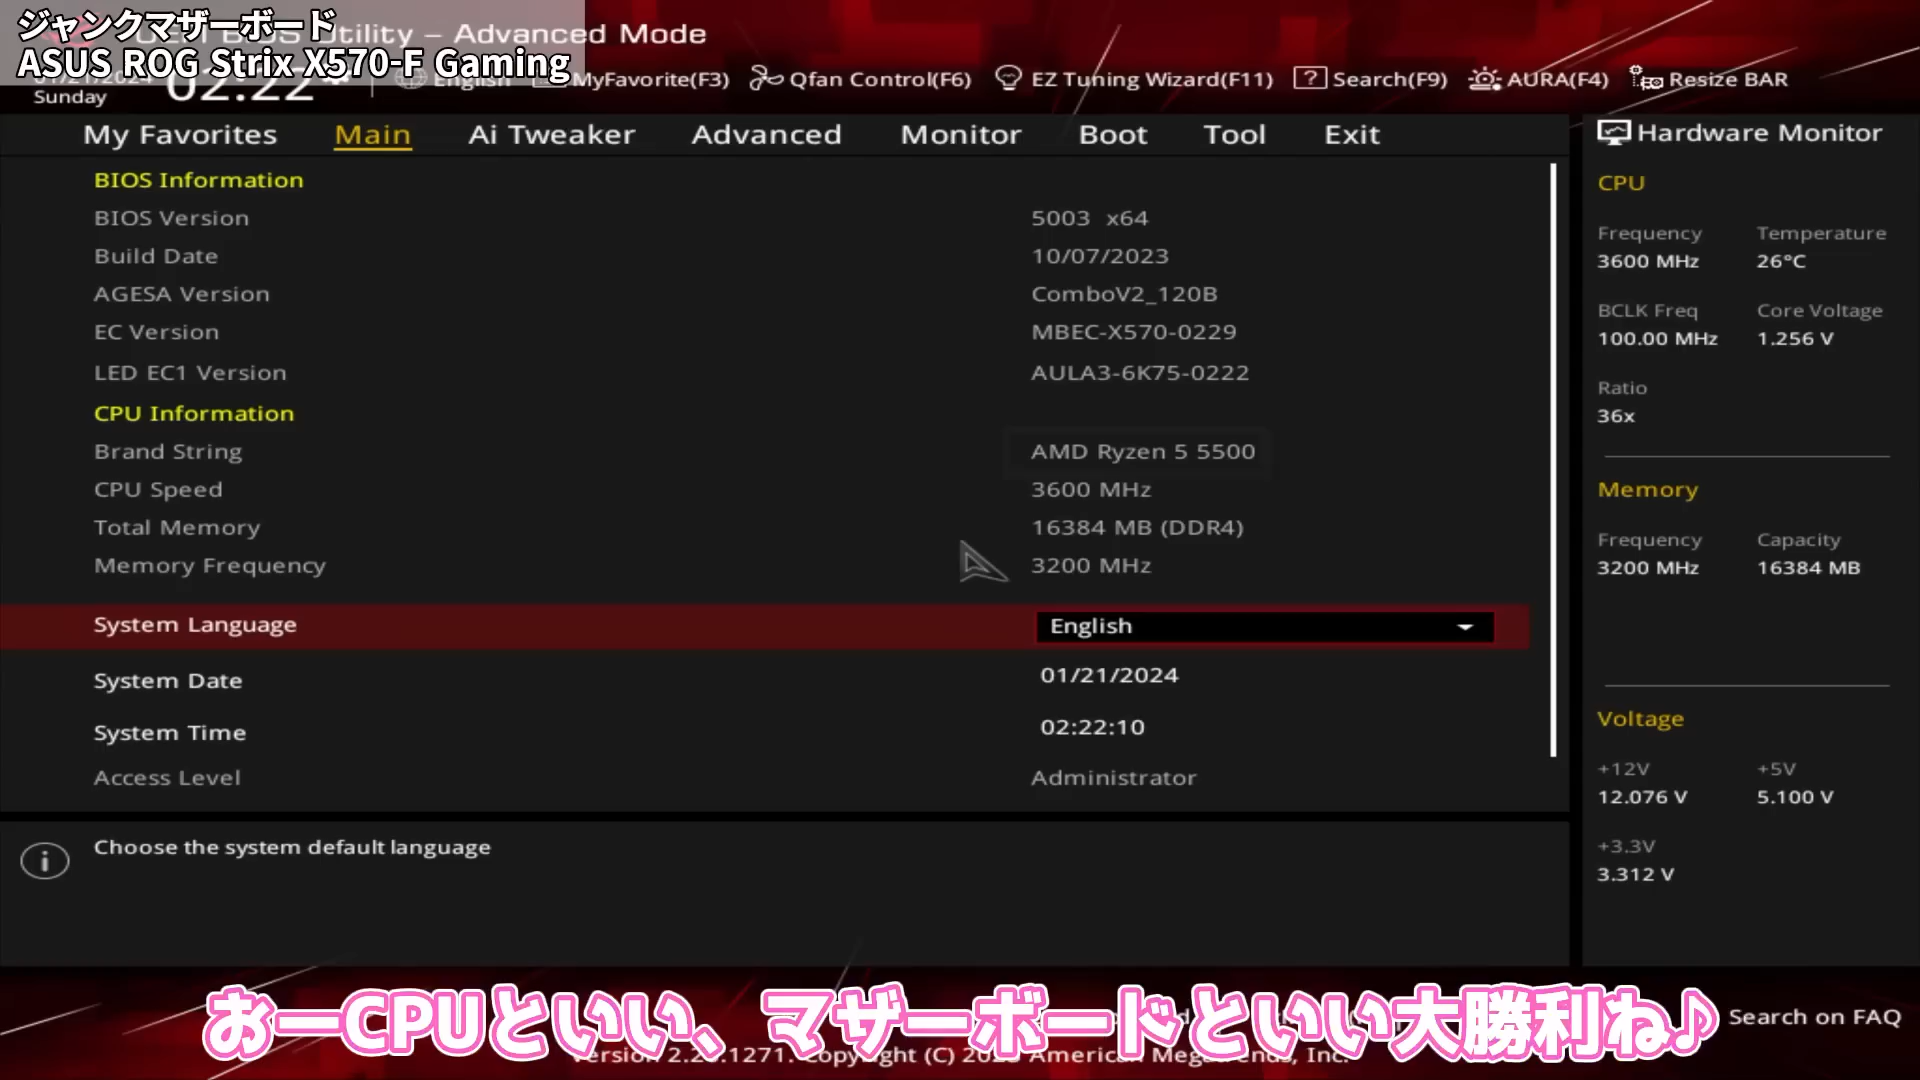 ジャンクマザーボード
ASUS ROG Strix X570-F Gaming
Utility – Advanced Mode
Sunday
02:22
English
MyFavorite(F3)
Qfan Control(F6)
EZ Tuning Wizard(F11)
Search(F9)
AURA(F4)
Resize BAR
My Favorites Main Ai Tweaker Advanced Monitor Boot Tool Exit
BIOS Information
BIOS Version 5003 x64
Build Date 10/07/2023
AGESA Version ComboV2_120B
EC Version MBEC-X570-0229
LED EC1 Version AULA3-6K75-0222
CPU Information
Brand String AMD Ryzen 5 5500
CPU Speed 3600 MHz
Total Memory 16384 MB (DDR4)
Memory Frequency 3200 MHz
System Language English
System Date 01/21/2024
System Time 02:22:10
Access Level Administrator
Choose the system default language
Hardware Monitor
CPU
Frequency Temperature
3600 MHz 26°C
BCLK Freq Core Voltage
100.00 MHz 1.256 V
Ratio
36x
Memory
Frequency Capacity
3200 MHz 16384 MB
Voltage
+12V +5V
12.076 V 5.100 V
+3.3V
3.312 V
おーCPUといい、マザーボードといい大勝利ね♪
Search on FAQ
Copyright (C) American Megatrends, Inc.